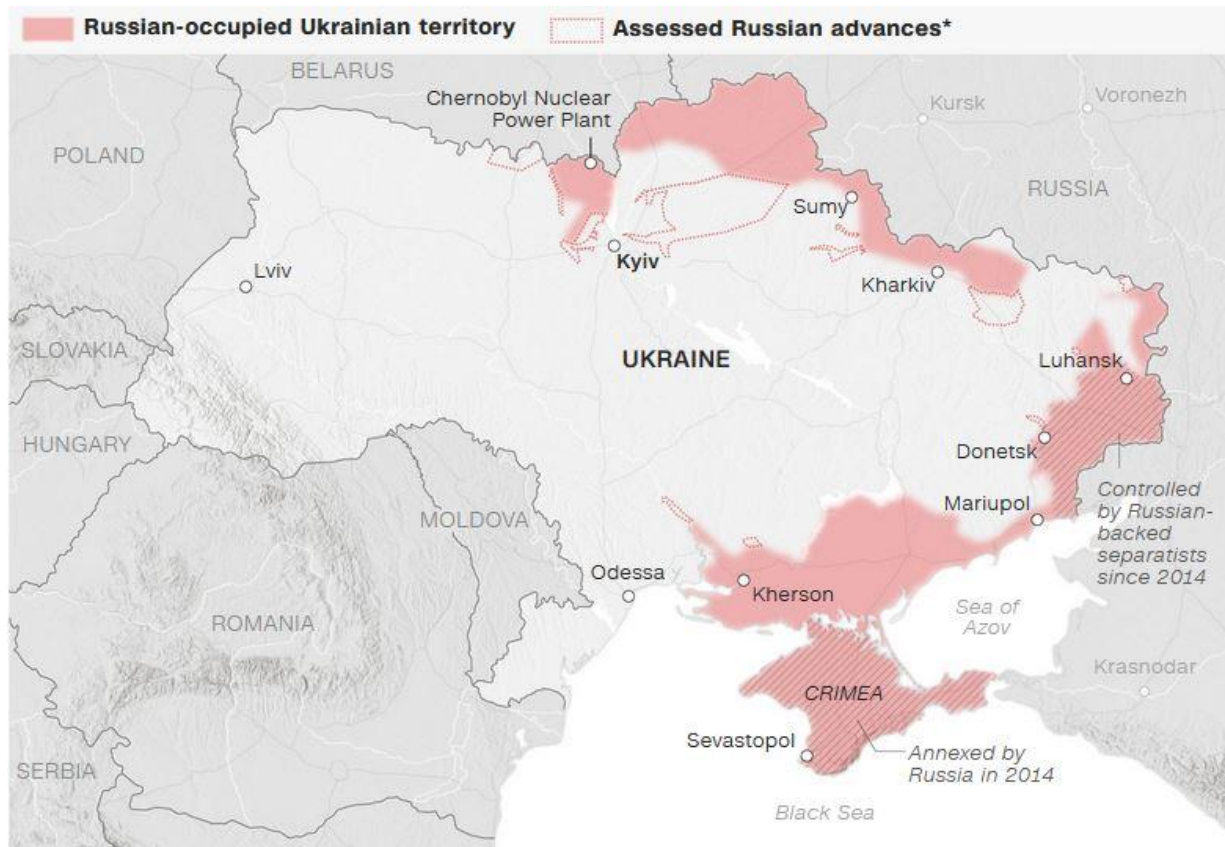 Russian-occupied Ukrainian territory
Assessed Russian advances*
BELARUS
Chernobyl Nuclear
Power Plant
Kursk
Voronezh
POLAND
RUSSIA
Sumy
Kyiv
Lviv
Kharkiv
SLOVAKIA
UKRAINE
Luhansk
HUNGARY
Donetsk
MOLDOVA
Mariupol
Controlled
by Russian-
backed
separatists
since 2014
Odessa
Kherson
ROMANIA
Sea of
Azov
Krasnodar
CRIMEA
Sevastopol
Annexed by
Russia in 2014
SERBIA
Black Sea